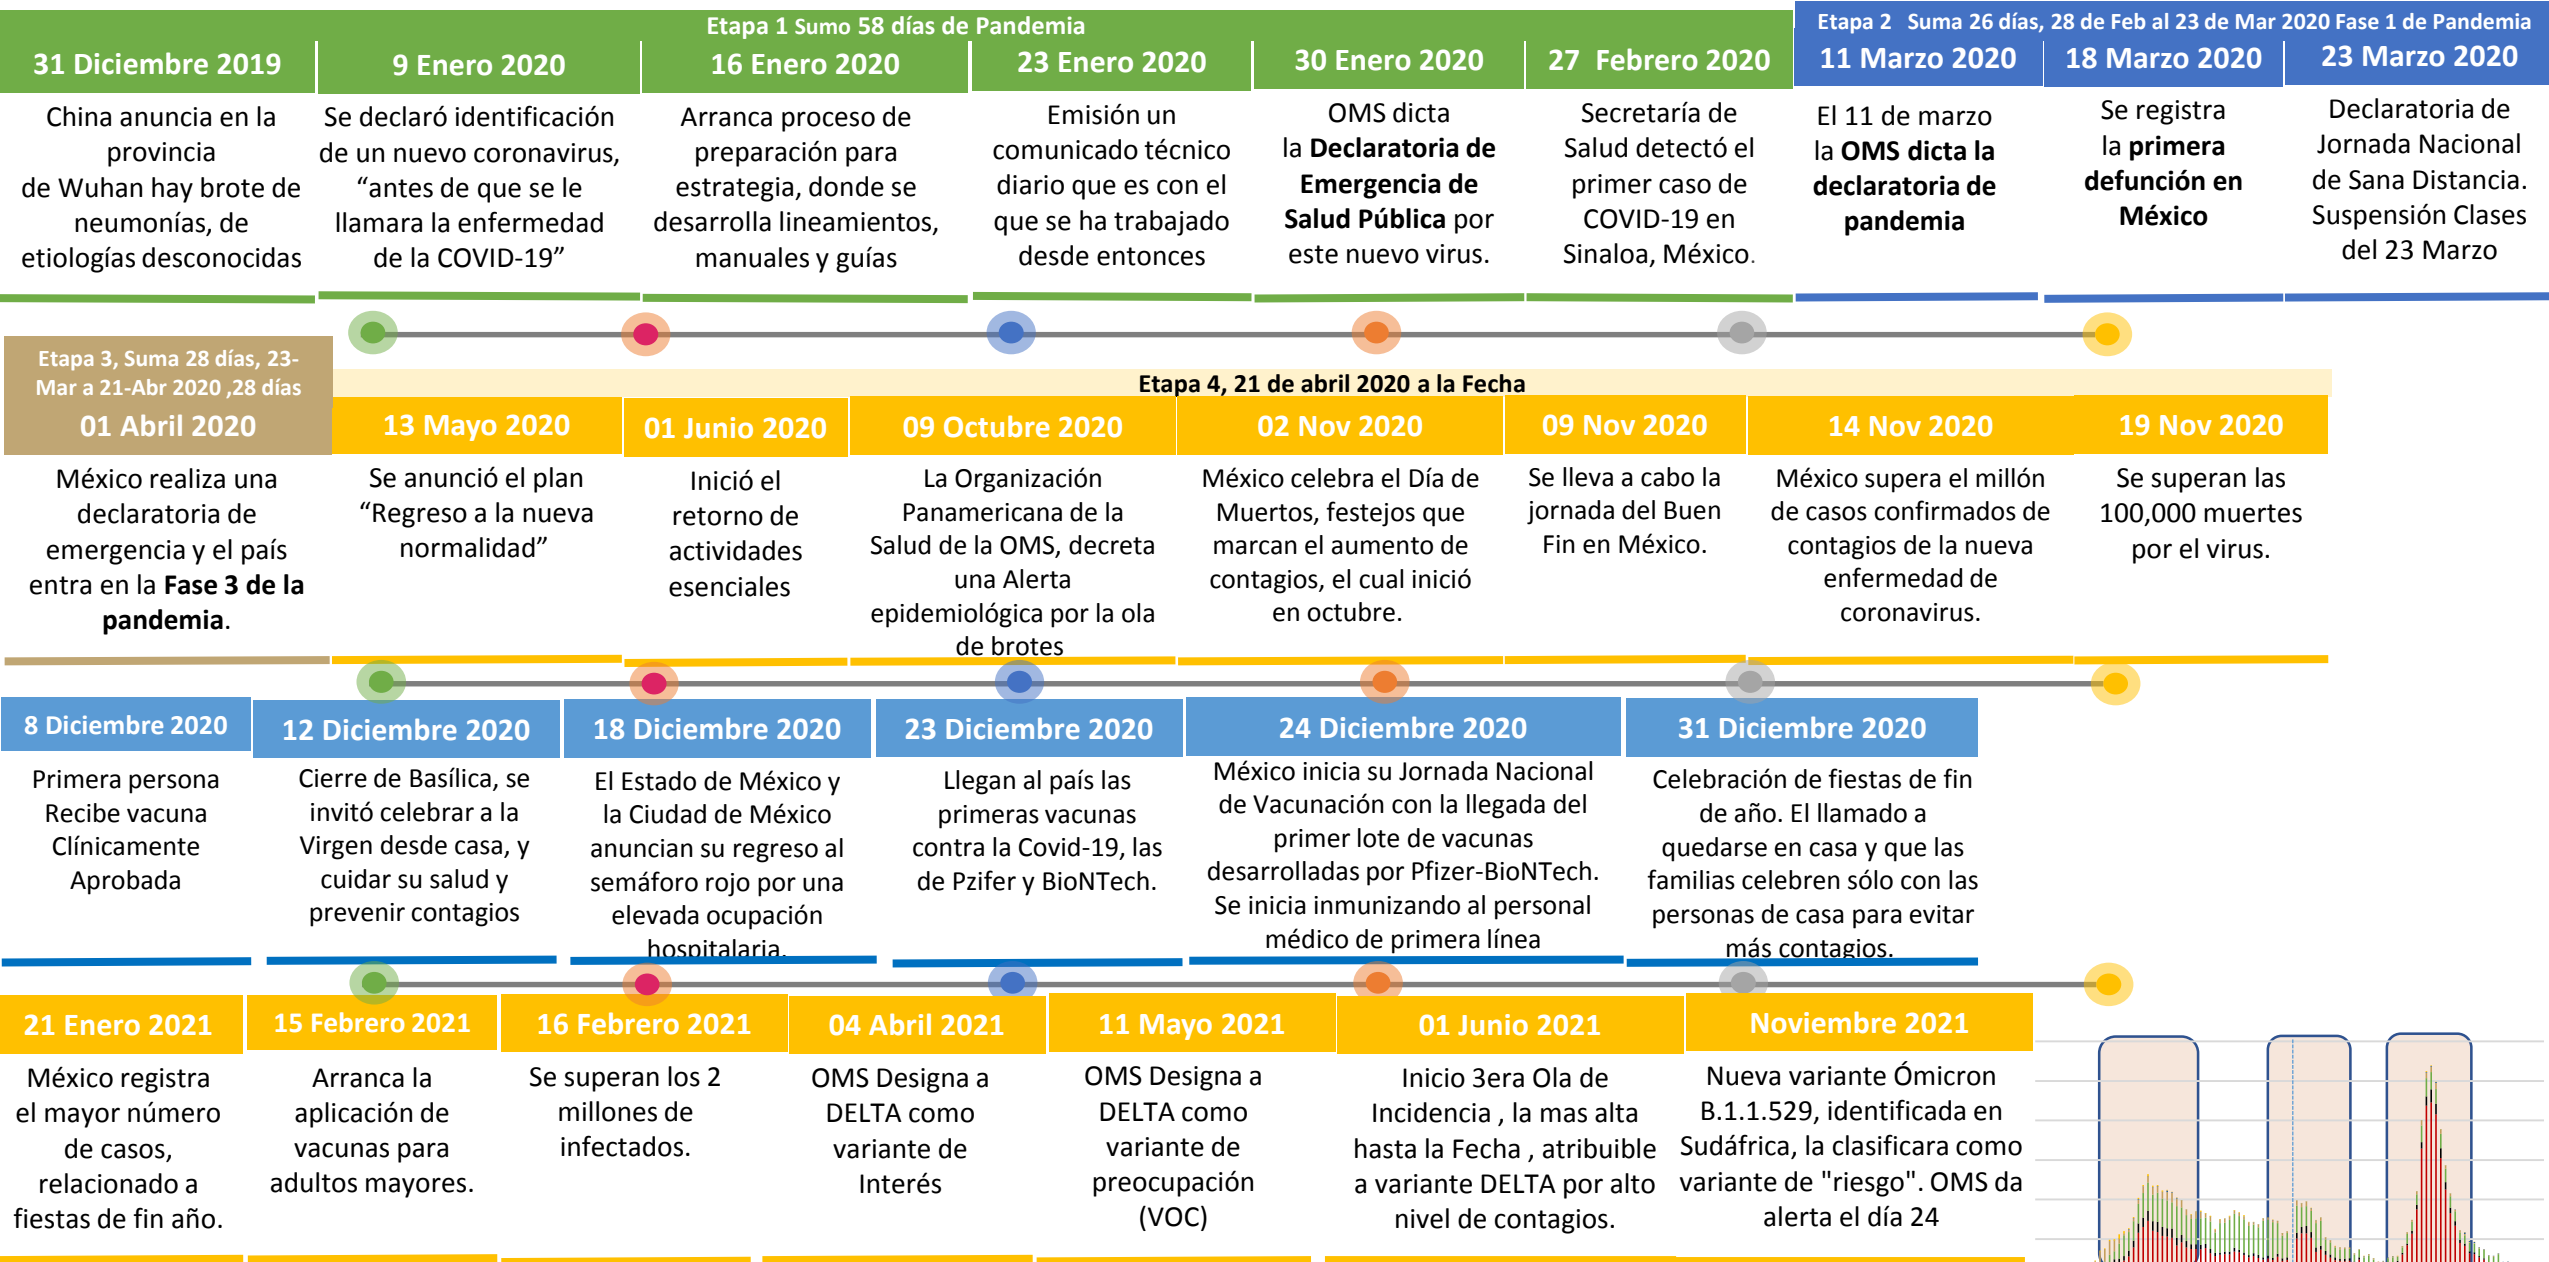 Etapa 1 Sumo 58 días de Pandemia
Etapa 2 Suma 26 días, 28 de Feb al 23 de Mar 2020 Fase 1 de Pandemia
31 Diciembre 2019
China anuncia en la
provincia
de Wuhan hay brote de
neumonías, de
etiologías desconocidas
9 Enero 2020
Se declaró identificación
de un nuevo coronavirus,
“antes de que se le
llamara la enfermedad
de la COVID-19”
16 Enero 2020
Arranca proceso de
preparación para
estrategia, donde se
desarrolla lineamientos,
manuales y guías
23 Enero 2020
Emisión un
comunicado técnico
diario que es con el
que se ha trabajado
desde entonces
30 Enero 2020
OMS dicta
la Declaratoria de
Emergencia de
Salud Pública por
este nuevo virus.
27 Febrero 2020
Secretaría de
Salud detectó el
primer caso de
COVID-19 en
Sinaloa, México.
11 Marzo 2020
El 11 de marzo
la OMS dicta la
declaratoria de
pandemia
18 Marzo 2020
Se registra
la primera
defunción en
México
23 Marzo 2020
Declaratoria de
Jornada Nacional
de Sana Distancia.
Suspensión Clases
del 23 Marzo
Etapa 3, Suma 28 días, 23-
Mar a 21-Abr 2020 ,28 días
01 Abril 2020
México realiza una
declaratoria de
emergencia y el país
entra en la Fase 3 de la
pandemia.
Etapa 4, 21 de abril 2020 a la Fecha
13 Mayo 2020
Se anunció el plan
“Regreso a la nueva
normalidad”
01 Junio 2020
Inició el
retorno de
actividades
esenciales
09 Octubre 2020
La Organización
Panamericana de la
Salud de la OMS, decreta
una Alerta
epidemiológica por la ola
de brotes
02 Nov 2020
México celebra el Día de
Muertos, festejos que
marcan el aumento de
contagios, el cual inició
en octubre.
09 Nov 2020
Se lleva a cabo la
jornada del Buen
Fin en México.
14 Nov 2020
México supera el millón
de casos confirmados de
contagios de la nueva
enfermedad de
coronavirus.
19 Nov 2020
Se superan las
100,000 muertes
por el virus.
8 Diciembre 2020
Primera persona
Recibe vacuna
Clínicamente
Aprobada
12 Diciembre 2020
Cierre de Basílica, se
invitó celebrar a la
Virgen desde casa, y
cuidar su salud y
prevenir contagios
18 Diciembre 2020
El Estado de México y
la Ciudad de México
anuncian su regreso al
semáforo rojo por una
elevada ocupación
hospitalaria.
23 Diciembre 2020
Llegan al país las
primeras vacunas
contra la Covid-19, las
de Pzifer y BioNTech.
24 Diciembre 2020
México inicia su Jornada Nacional
de Vacunación con la llegada del
primer lote de vacunas
desarrolladas por Pfizer-BioNTech.
Se inicia inmunizando al personal
médico de primera línea
31 Diciembre 2020
Celebración de fiestas de fin
de año. El llamado a
quedarse en casa y que las
familias celebren sólo con las
personas de casa para evitar
más contagios.
21 Enero 2021
México registra
el mayor número
de casos,
relacionado a
fiestas de fin año.
15 Febrero 2021
Arranca la
aplicación de
vacunas para
adultos mayores.
16 Febrero 2021
Se superan los 2
millones de
infectados.
04 Abril 2021
OMS Designa a
DELTA como
variante de
Interés
11 Mayo 2021
OMS Designa a
DELTA como
variante de
preocupación
(VOC)
01 Junio 2021
Inicio 3era Ola de
Incidencia , la mas alta
hasta la Fecha , atribuible
a variante DELTA por alto
nivel de contagios.
Noviembre 2021
Nueva variante Ómicron
B.1.1.529, identificada en
Sudáfrica, la clasificara como
variante de "riesgo". OMS da
alerta el día 24